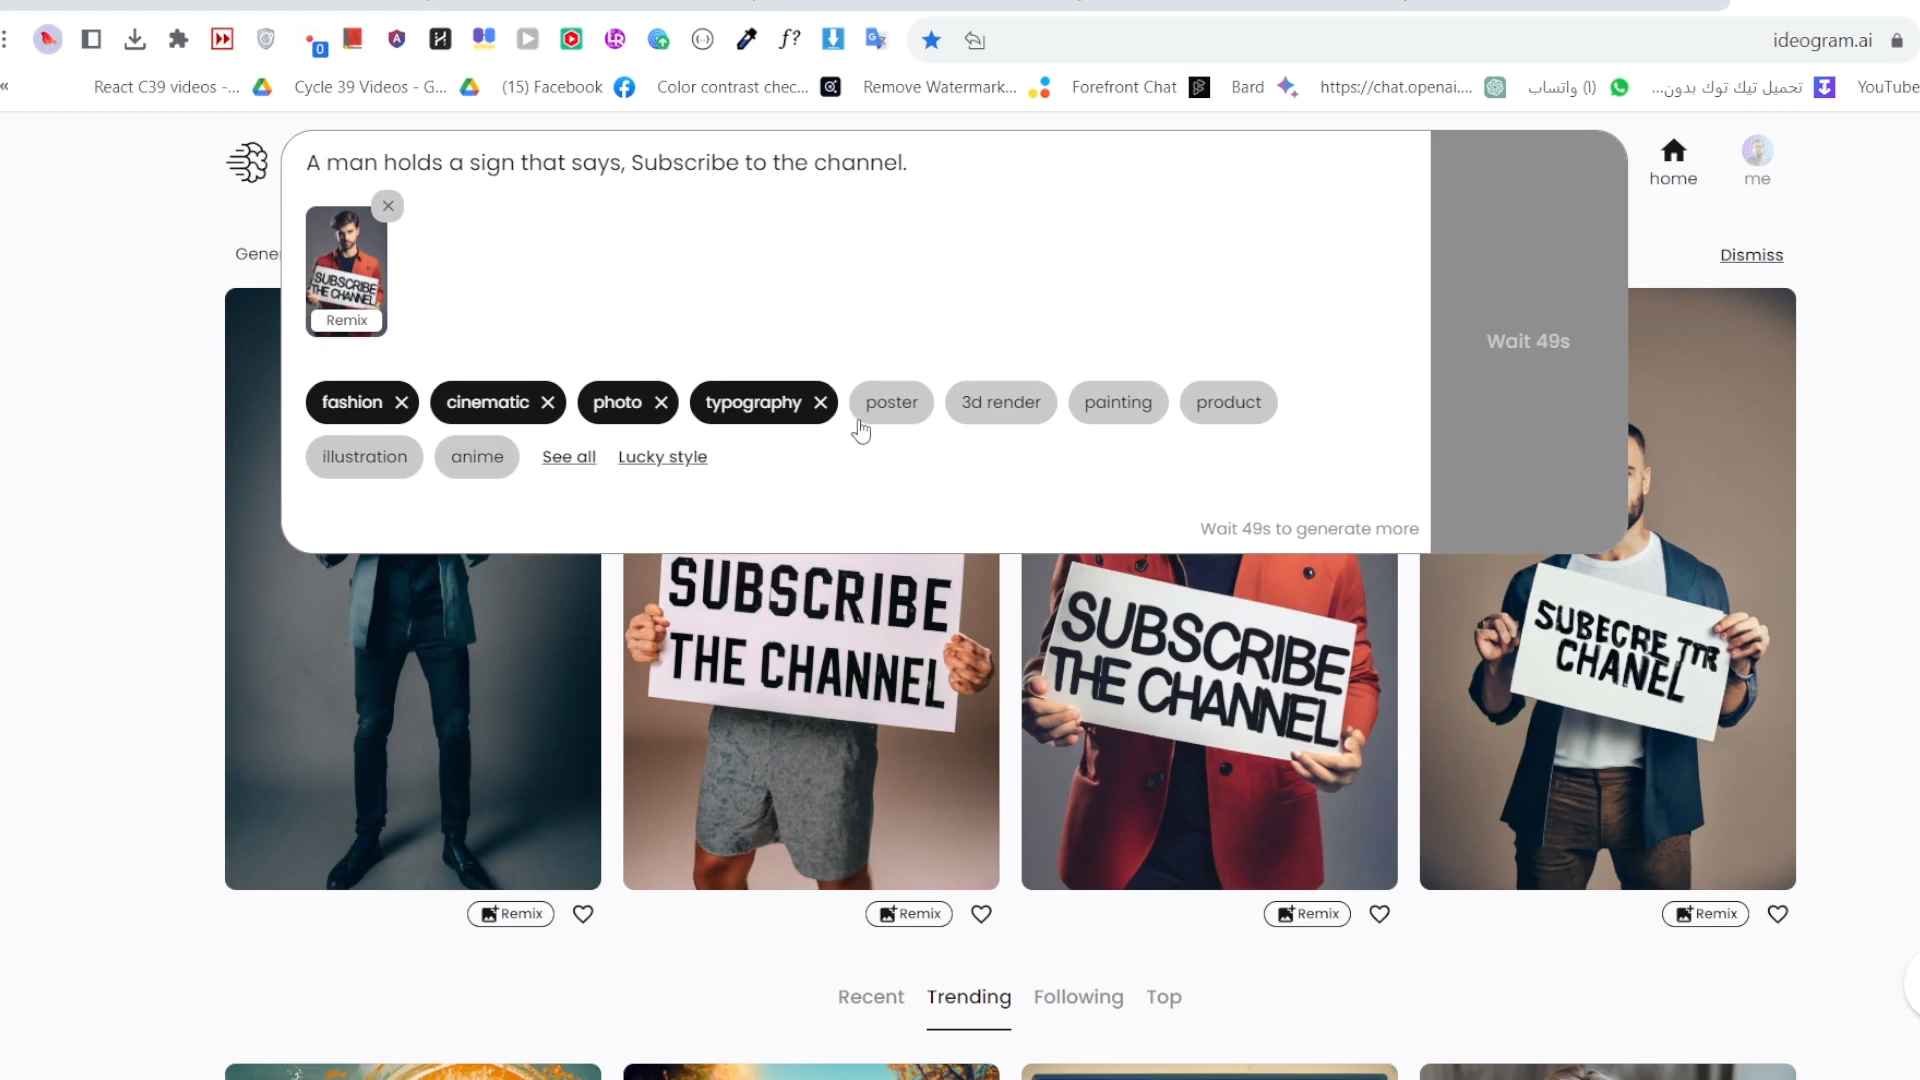 0
f?
ideogram.ai
React C39 videos -...
Cycle 39 Videos - G...
(15) Facebook
Color contrast chec...
Remove Watermark...
Forefront Chat
Bard
https://chat.openai....
(1) واتساب
تحميل تيك توك بدون...
YouTube
A man holds a sign that says, Subscribe to the channel.
home
me
SUBSCRIBE
THE CHANNEL
Remix
Gene
Dismiss
Wait 49s
fashion
cinematic
photo
typography
poster
3d render
painting
product
illustration
anime
See all
Lucky style
Wait 49s to generate more
SUBSCRIBE
THE CHANNEL
SUBSCRIBE
THE CHANNEL
SUBECRE TTR
CHANEL
Remix
Remix
Remix
Remix
Recent
Trending
Following
Top